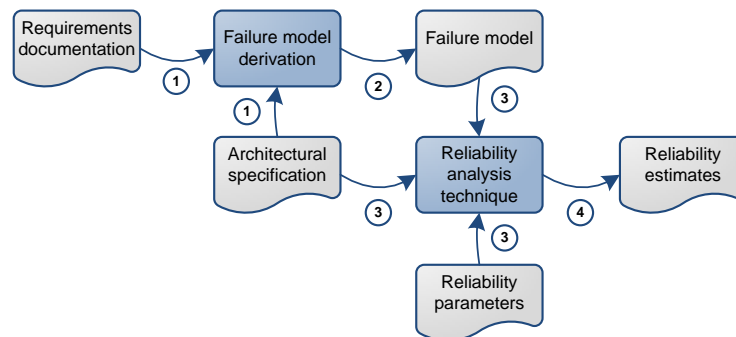 Requirements
documentation
1
Failure model
derivation
2
Failure model
1
3
Architectural
specification
3
Reliability
analysis
technique
4
Reliability
estimates
3
Reliability
parameters